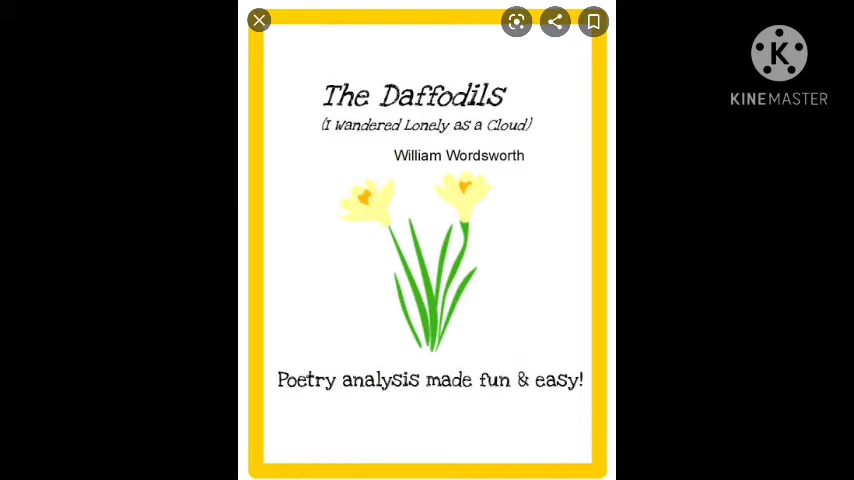 The Daffodils
(I Wandered Lonely as a Cloud)
William Wordsworth
Poetry analysis made fun & easy!
K
KINEMASTER